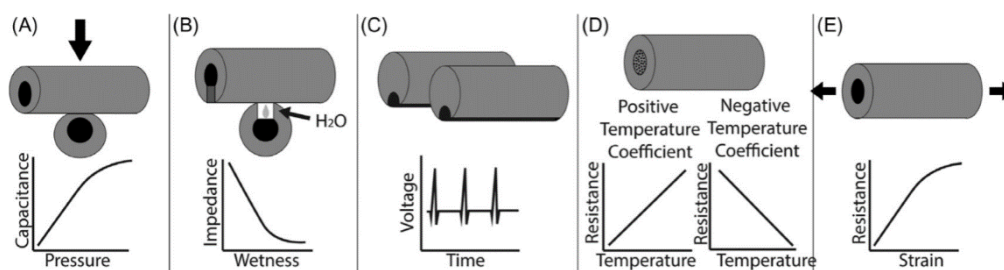 (A)
Capacitance
Pressure
(B)
H₂O
Impedance
Wetness
(C)
Voltage
Time
(D)
Positive
Temperature
Coefficient
Negative
Temperature
Coefficient
Resistance
Temperature
Resistance
Temperature
(E)
Resistance
Strain